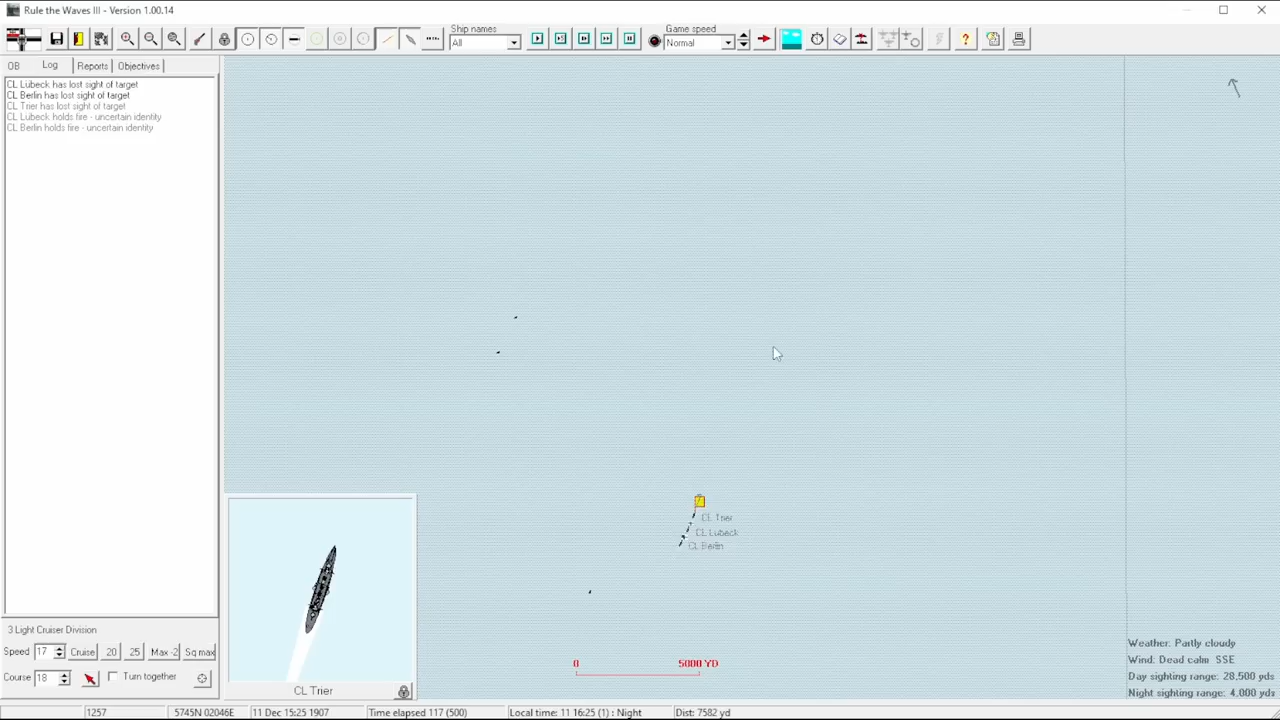 Rule the Waves III - Version 1.00.14
Ship names
All
Game speed
Normal
OB Log Reports Objectives
CL Lübeck has lost sight of target
CL Berlin has lost sight of target
CL Trier has lost sight of target
CL Lübeck holds fire - uncertain identity
CL Berlin holds fire - uncertain identity
CL Trier
CL Lübeck
CL Berlin
3 Light Cruiser Division
Speed 17 Cruise 20 25 Max -2 Sq max
Course 18 Turn together
CL Trier
0 5000 YD
Weather: Partly cloudy
Wind: Dead calm SSE
Day sighting range: 28,500 yds
Night sighting range: 4,000 yds
1257 5745N 02046E 11 Dec 15:25 1907 Time elapsed 117 (500) Local time: 11 16:25 (1) : Night Dist: 7582 yd